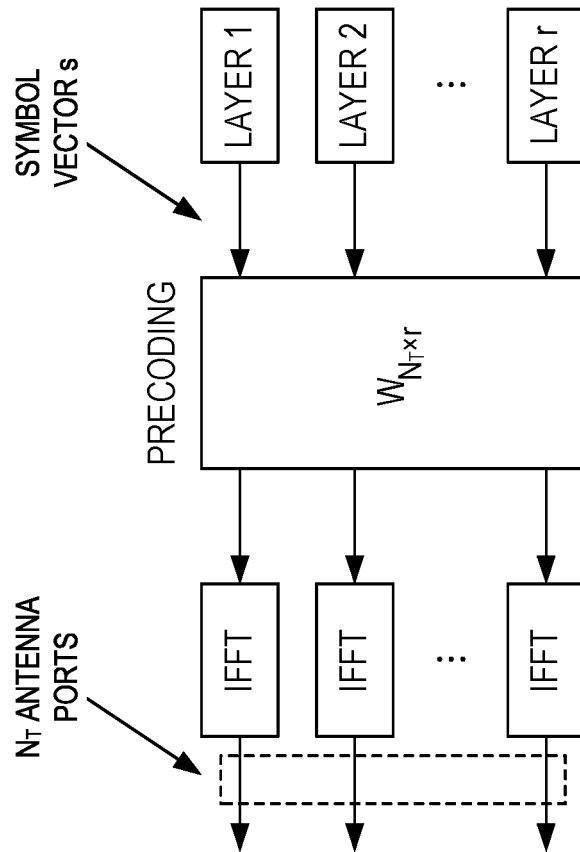 SYMBOL
VECTOR s
LAYER 1
LAYER 2
...
LAYER r
PRECODING
W_{N_T×r}
N_T ANTENNA
PORTS
IFFT
IFFT
...
IFFT